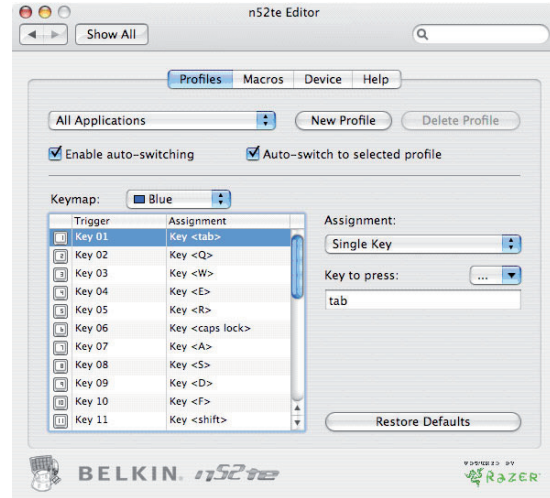 n52te Editor
Show All
Profiles Macros Device Help
All Applications New Profile Delete Profile
Enable auto-switching Auto-switch to selected profile
Keymap: Blue
Trigger Assignment
Key 01 Key <tab>
Key 02 Key <Q>
Key 03 Key <W>
Key 04 Key <E>
Key 05 Key <R>
Key 06 Key <caps lock>
Key 07 Key <A>
Key 08 Key <S>
Key 09 Key <D>
Key 10 Key <F>
Key 11 Key <shift>
Assignment:
Single Key
Key to press: ...
tab
Restore Defaults
BELKIN. n52te
POWERED BY
RAZER